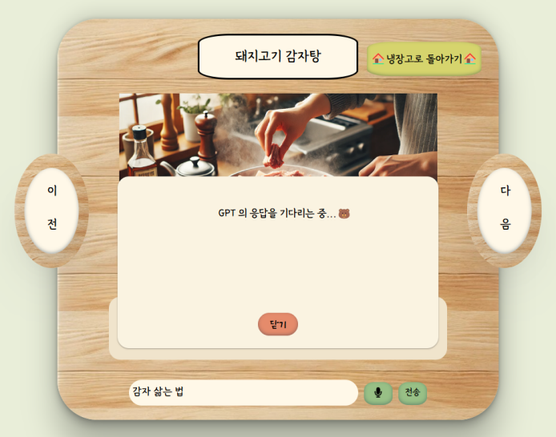 돼지고기 감자탕
🏠냉장고로 돌아가기🏠
이
전
다
음
GPT 의 응답을 기다리는 중...🐻
닫기
감자 삶는 법
전송